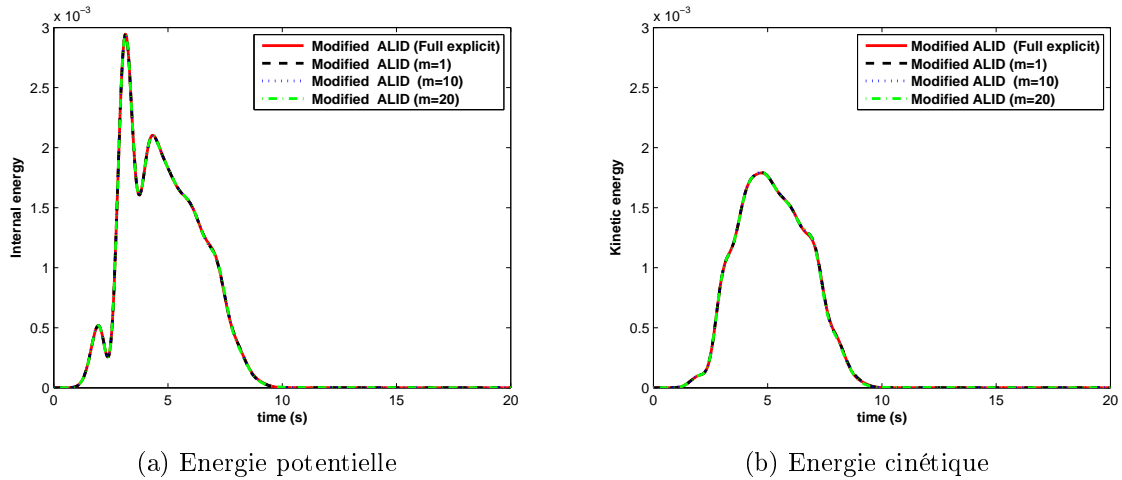 x 10⁻³
3
2.5
2
1.5
1
0.5
0
Internal energy
0 5 10 15 20
time (s)
Modified ALID (Full explicit)
Modified ALID (m=1)
Modified ALID (m=10)
Modified ALID (m=20)
(a) Energie potentielle
x 10⁻³
3
2.5
2
1.5
1
0.5
0
Kinetic energy
0 5 10 15 20
time (s)
Modified ALID (Full explicit)
Modified ALID (m=1)
Modified ALID (m=10)
Modified ALID (m=20)
(b) Energie cinétique